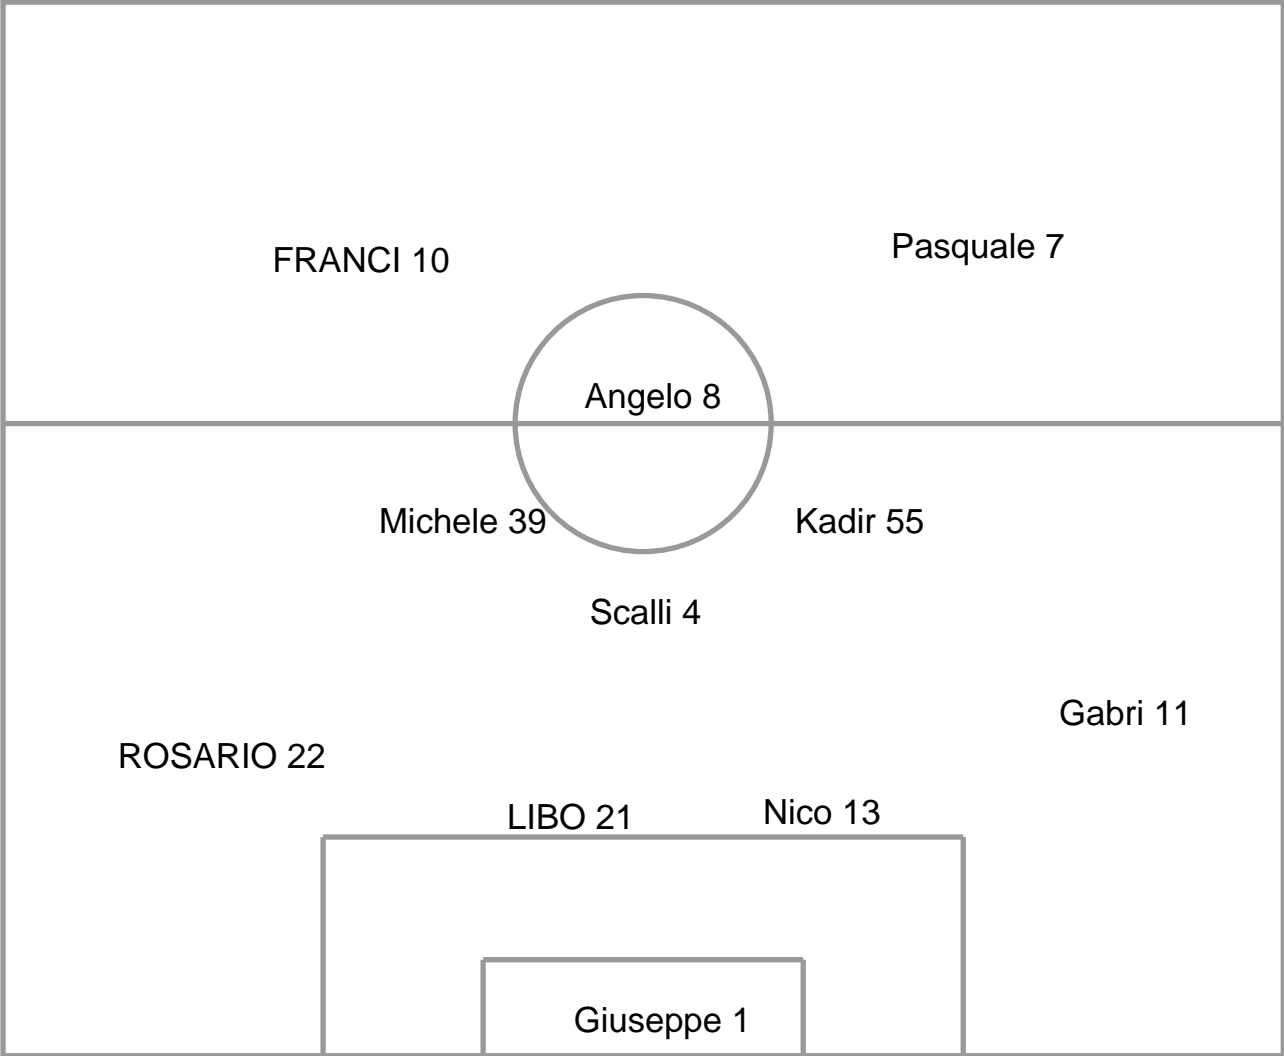 Pasquale 7
FRANCI 10
Angelo 8
Michele 39
Kadir 55
Scalli 4
Gabri 11
ROSARIO 22
Nico 13
LIBO 21
Giuseppe 1